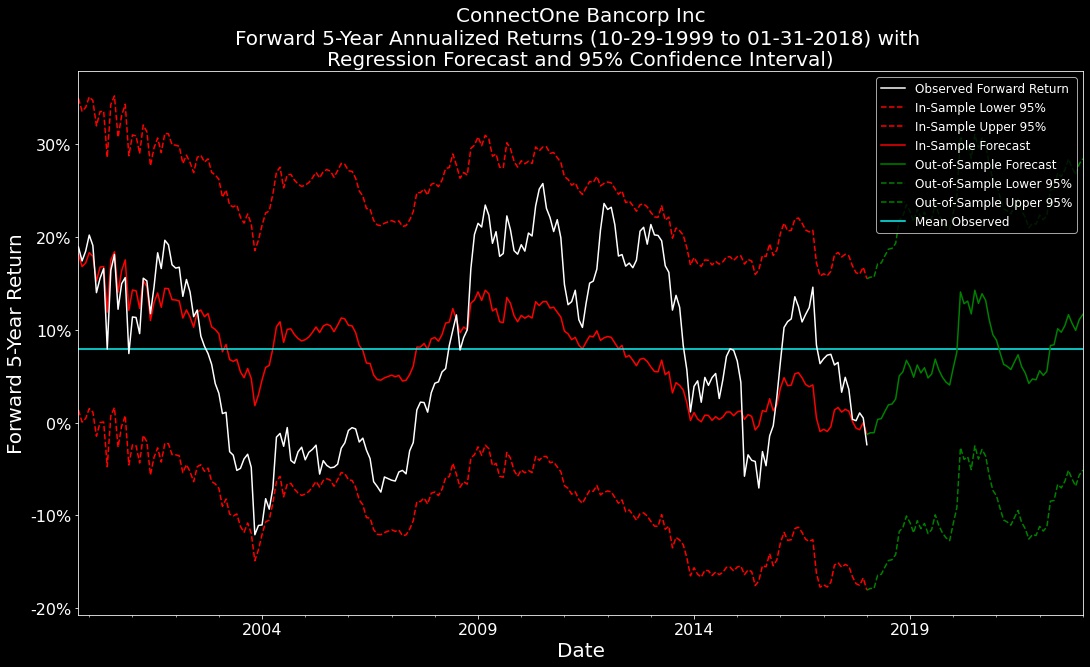 ConnectOne Bancorp Inc
Forward 5-Year Annualized Returns (10-29-1999 to 01-31-2018) with
Regression Forecast and 95% Confidence Interval)
Observed Forward Return
In-Sample Lower 95%
In-Sample Upper 95%
In-Sample Forecast
Out-of-Sample Forecast
Out-of-Sample Lower 95%
Out-of-Sample Upper 95%
Mean Observed
Forward 5-Year Return
30%
20%
10%
0%
-10%
-20%
2004
2009
2014
2019
Date